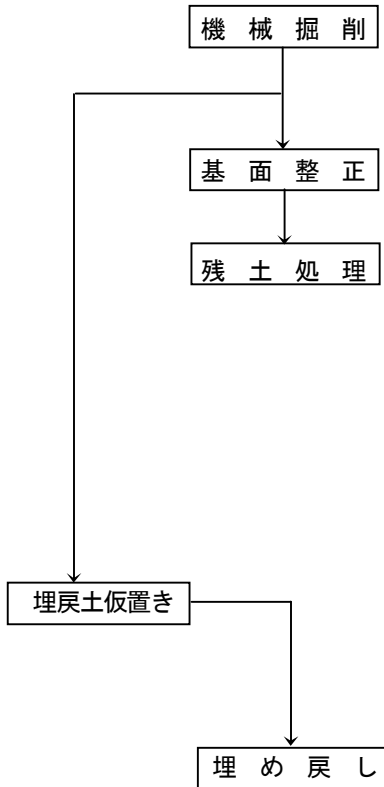 機 械 掘 削
基 面 整 正
残 土 処 理
埋戻土仮置き
埋 め 戻 し